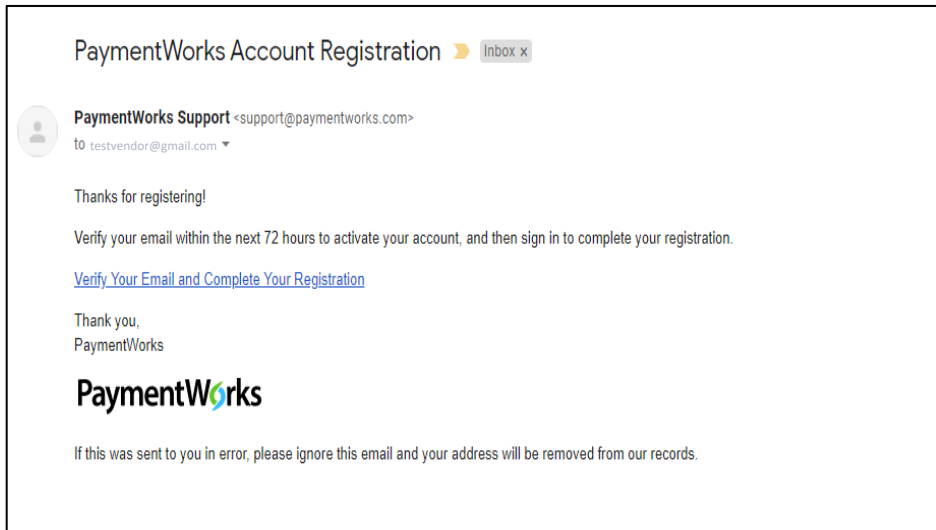 PaymentWorks Account Registration Inbox x
PaymentWorks Support <support@paymentworks.com>
to testvendor@gmail.com
Thanks for registering!
Verify your email within the next 72 hours to activate your account, and then sign in to complete your registration.
Verify Your Email and Complete Your Registration
Thank you,
PaymentWorks
PaymentWorks
If this was sent to you in error, please ignore this email and your address will be removed from our records.